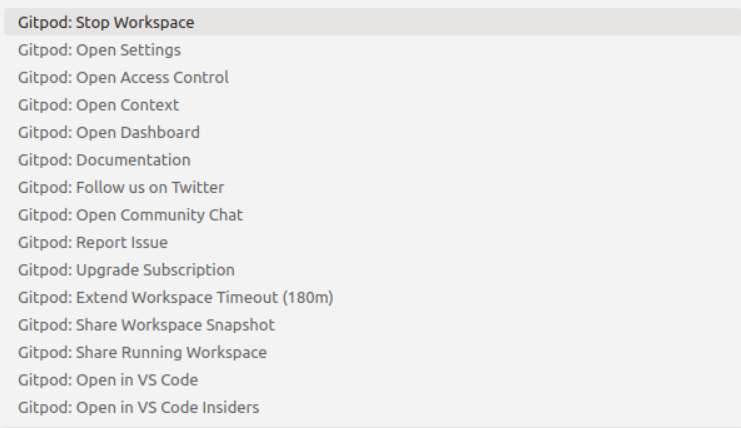 Gitpod: Stop Workspace
Gitpod: Open Settings
Gitpod: Open Access Control
Gitpod: Open Context
Gitpod: Open Dashboard
Gitpod: Documentation
Gitpod: Follow us on Twitter
Gitpod: Open Community Chat
Gitpod: Report Issue
Gitpod: Upgrade Subscription
Gitpod: Extend Workspace Timeout (180m)
Gitpod: Share Workspace Snapshot
Gitpod: Share Running Workspace
Gitpod: Open in VS Code
Gitpod: Open in VS Code Insiders